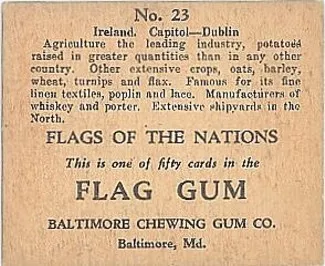 No. 23
Ireland. Capitol—Dublin
Agriculture the leading industry, potatoes
raised in greater quantities than in any other
country. Other extensive crops, oats, barley,
wheat, turnips and flax. Famous for its fine
linen textiles, poplin and lace. Manufacturers of
whiskey and porter. Extensive shipyards in the
North.
FLAGS OF THE NATIONS
This is one of fifty cards in the
FLAG GUM
BALTIMORE CHEWING GUM CO.
Baltimore, Md.